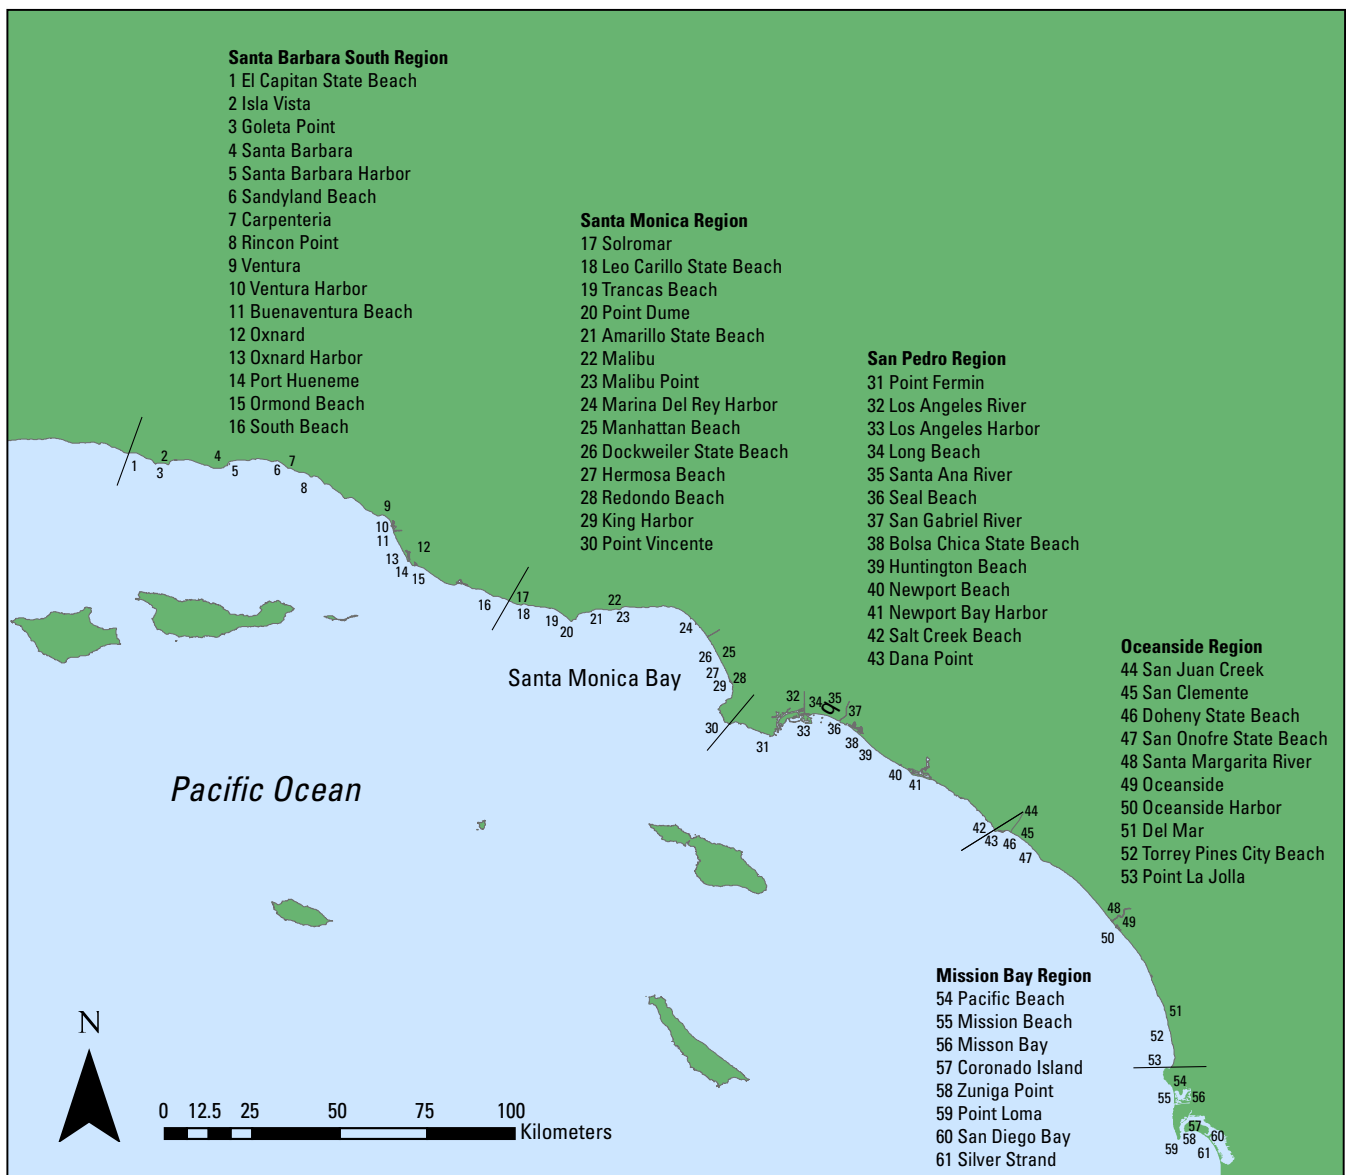 Santa Barbara South Region
1 El Capitan State Beach
2 Isla Vista
3 Goleta Point
4 Santa Barbara
5 Santa Barbara Harbor
6 Sandyland Beach
7 Carpenteria
8 Rincon Point
9 Ventura
10 Ventura Harbor
11 Buenaventura Beach
12 Oxnard
13 Oxnard Harbor
14 Port Hueneme
15 Ormond Beach
16 South Beach
Santa Monica Region
17 Solromar
18 Leo Carillo State Beach
19 Trancas Beach
20 Point Dume
21 Amarillo State Beach
22 Malibu
23 Malibu Point
24 Marina Del Rey Harbor
25 Manhattan Beach
26 Dockweiler State Beach
27 Hermosa Beach
28 Redondo Beach
29 King Harbor
30 Point Vincente
San Pedro Region
31 Point Fermin
32 Los Angeles River
33 Los Angeles Harbor
34 Long Beach
35 Santa Ana River
36 Seal Beach
37 San Gabriel River
38 Bolsa Chica State Beach
39 Huntington Beach
40 Newport Beach
41 Newport Bay Harbor
42 Salt Creek Beach
43 Dana Point
Oceanside Region
44 San Juan Creek
45 San Clemente
46 Doheny State Beach
47 San Onofre State Beach
48 Santa Margarita River
49 Oceanside
50 Oceanside Harbor
51 Del Mar
52 Torrey Pines City Beach
53 Point La Jolla
Mission Bay Region
54 Pacific Beach
55 Mission Beach
56 Misson Bay
57 Coronado Island
58 Zuniga Point
59 Point Loma
60 San Diego Bay
61 Silver Strand
1
2
3
4
5
6
7
8
9
10
11
12
13
14
15
16
17
18
19
20
21
22
23
24
25
26
27
28
29
30
31
32
33
34
35
36
37
38
39
40
41
42
43
44
45
46
47
48
49
50
51
52
53
54
55
56
57
58
59
60
61
Santa Monica Bay
Pacific Ocean
N
0 12.5 25 50 75 100
Kilometers